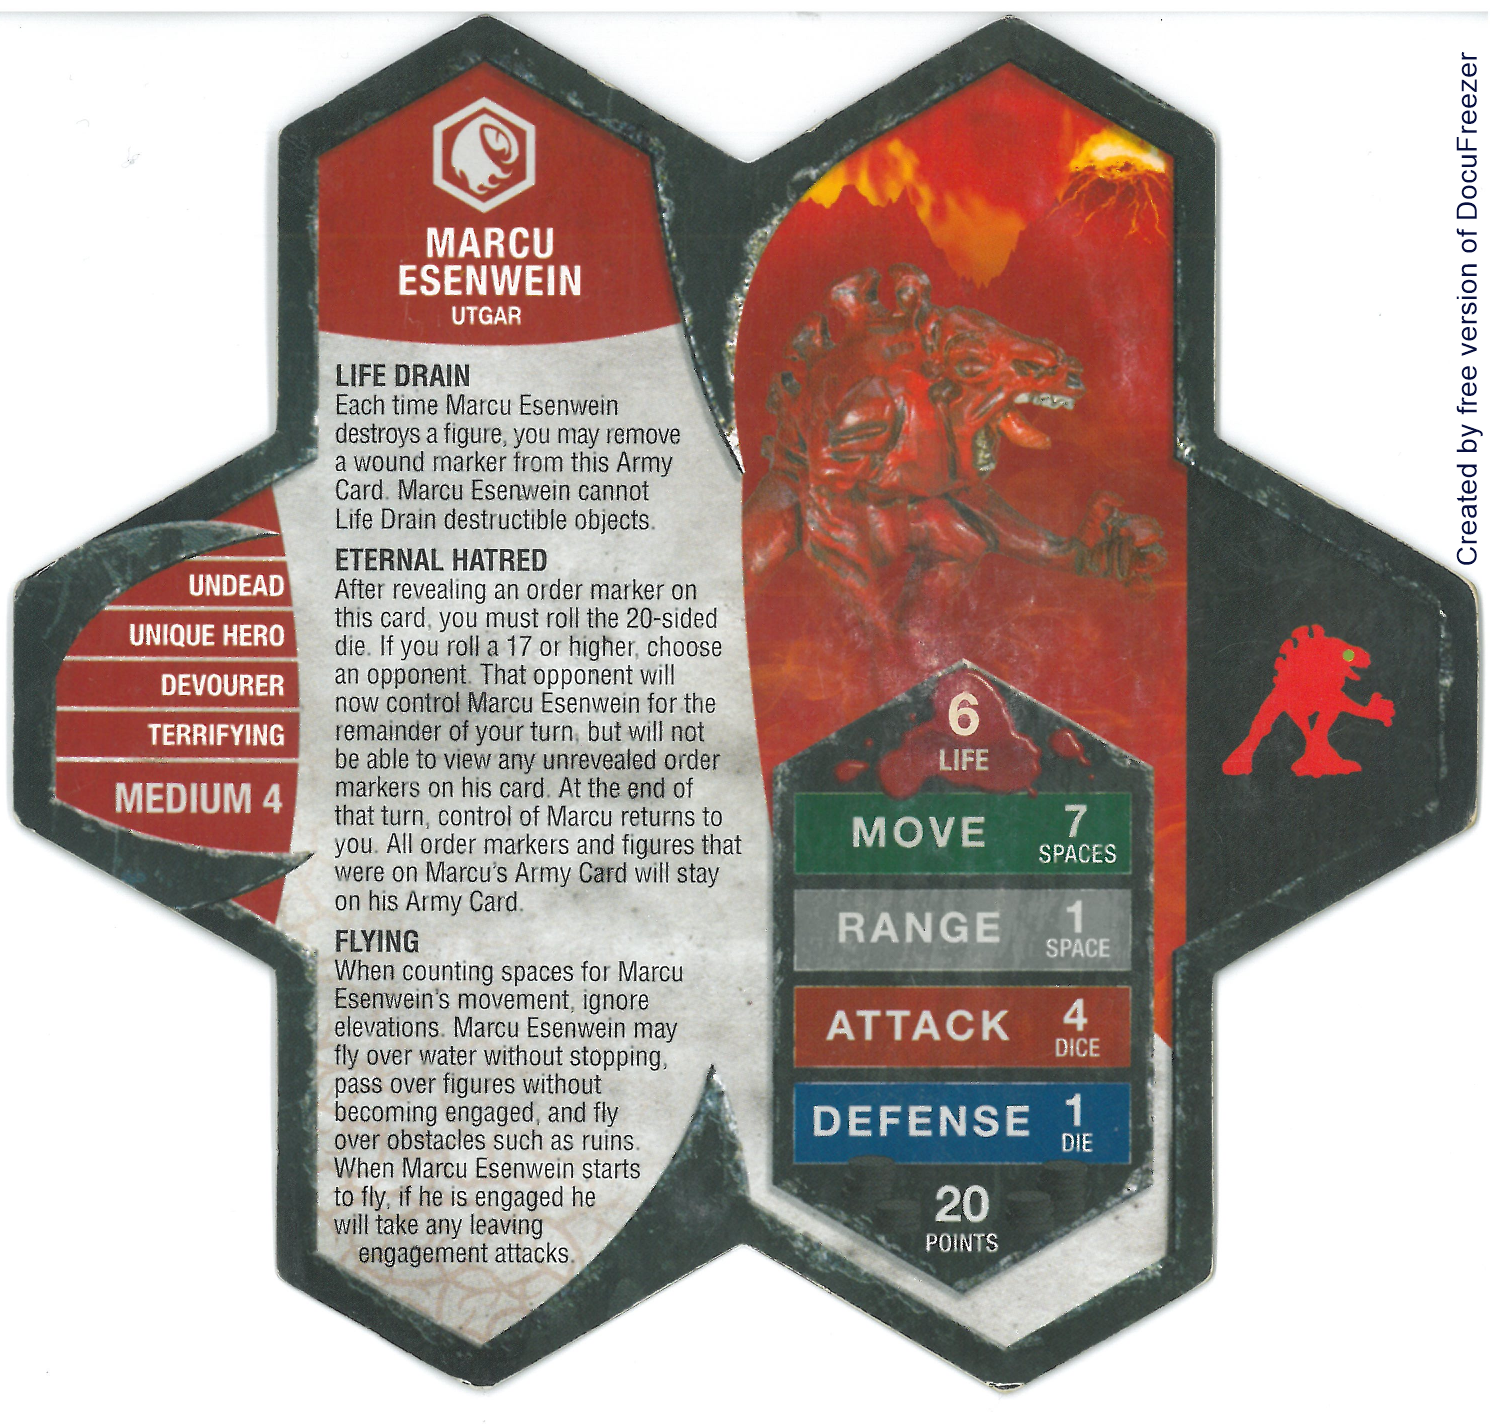 MARCU
ESENWEIN
UTGAR
LIFE DRAIN
Each time Marcu Esenwein
destroys a figure, you may remove
a wound marker from this Army
Card. Marcu Esenwein cannot
Life Drain destructible objects.
ETERNAL HATRED
After revealing an order marker on
this card, you must roll the 20-sided
die. If you roll a 17 or higher, choose
an opponent. That opponent will
now control Marcu Esenwein for the
remainder of your turn, but will not
be able to view any unrevealed order
markers on his card. At the end of
that turn, control of Marcu returns to
you. All order markers and figures that
were on Marcu's Army Card will stay
on his Army Card.
FLYING
When counting spaces for Marcu
Esenwein's movement, ignore
elevations. Marcu Esenwein may
fly over water without stopping,
pass over figures without
becoming engaged, and fly
over obstacles such as ruins.
When Marcu Esenwein starts
to fly, if he is engaged he
will take any leaving
engagement attacks.
UNDEAD
UNIQUE HERO
DEVOURER
TERRIFYING
MEDIUM 4
6
LIFE
MOVE 7
SPACES
RANGE 1
SPACE
ATTACK 4
DICE
DEFENSE 1
DIE
20
POINTS
Created by free version of DocuFreezer